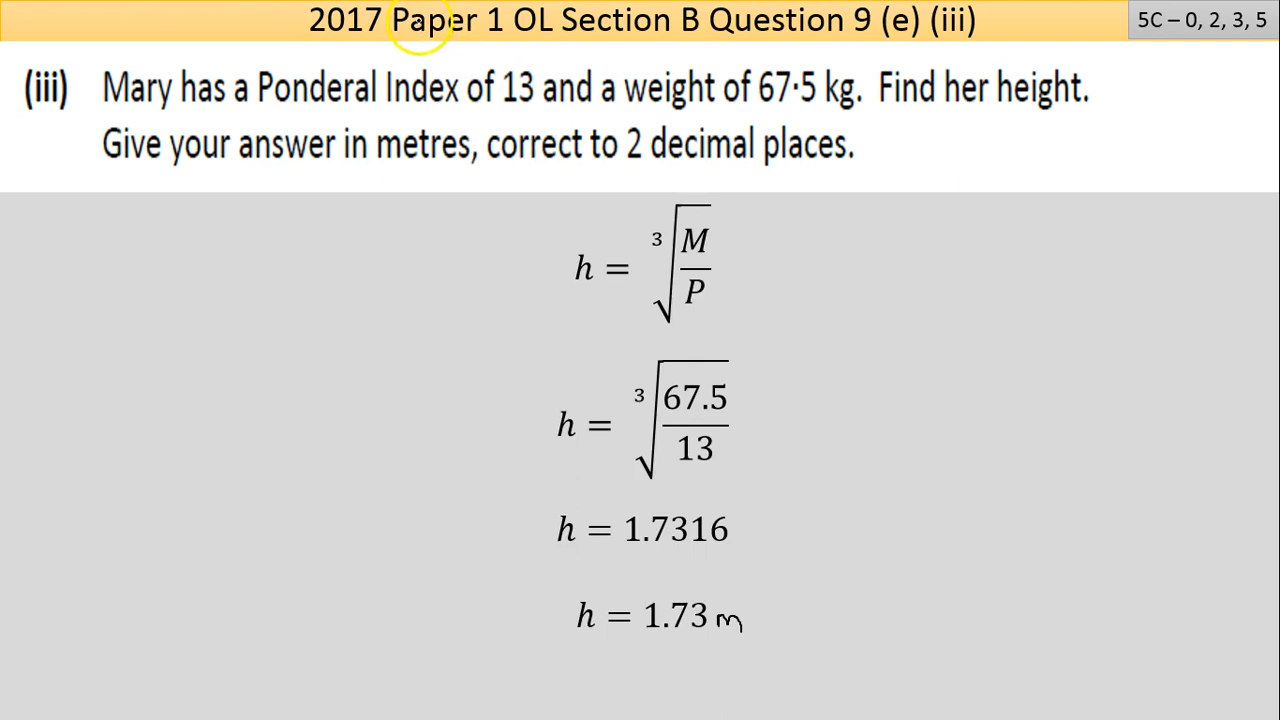 2017 Paper 1 OL Section B Question 9 (e) (iii)
5C – 0, 2, 3, 5
(iii) Mary has a Ponderal Index of 13 and a weight of 67·5 kg. Find her height.
Give your answer in metres, correct to 2 decimal places.
h = ∛(M/P)
h = ∛(67.5/13)
h = 1.7316
h = 1.73 m